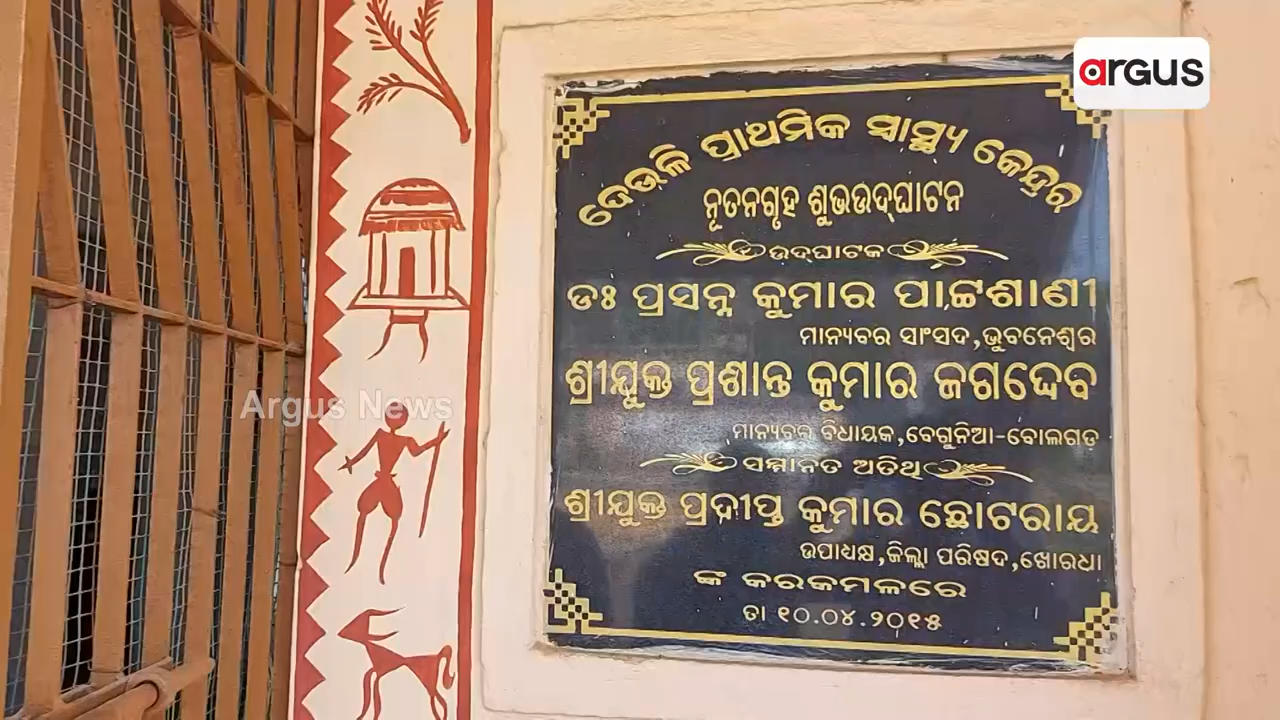 argus
ଦେଉଳି ପ୍ରାଥମିକ ସ୍ୱାସ୍ଥ୍ୟ କେନ୍ଦ୍ରର
ନୂତନଗୃହ ଶୁଭଉଦ୍‌ଘାଟନ
ଉଦ୍‌ଘାଟକ
ଡଃ ପ୍ରସନ୍ନ କୁମାର ପାଟ୍ଟଶାଣୀ
ମାନ୍ୟବର ସାଂସଦ,ଭୁବନେଶ୍ୱର
ଶ୍ରୀଯୁକ୍ତ ପ୍ରଶାନ୍ତ କୁମାର ଜଗଦ୍ଦେବ
ମାନ୍ୟବର ବିଧାୟକ,ବେଗୁନିଆ-ବୋଲଗଡ଼
ସମ୍ମାନିତ ଅତିଥି
ଶ୍ରୀଯୁକ୍ତ ପ୍ରଦୀପ୍ତ କୁମାର ଛୋଟରାୟ
ଉପାଧ୍ୟକ୍ଷ,ଜିଲ୍ଲା ପରିଷଦ,ଖୋରଧା
ଙ୍କ କରକମଳରେ
ତା ୧୦.୦୪.୨୦୧୫
Argus News